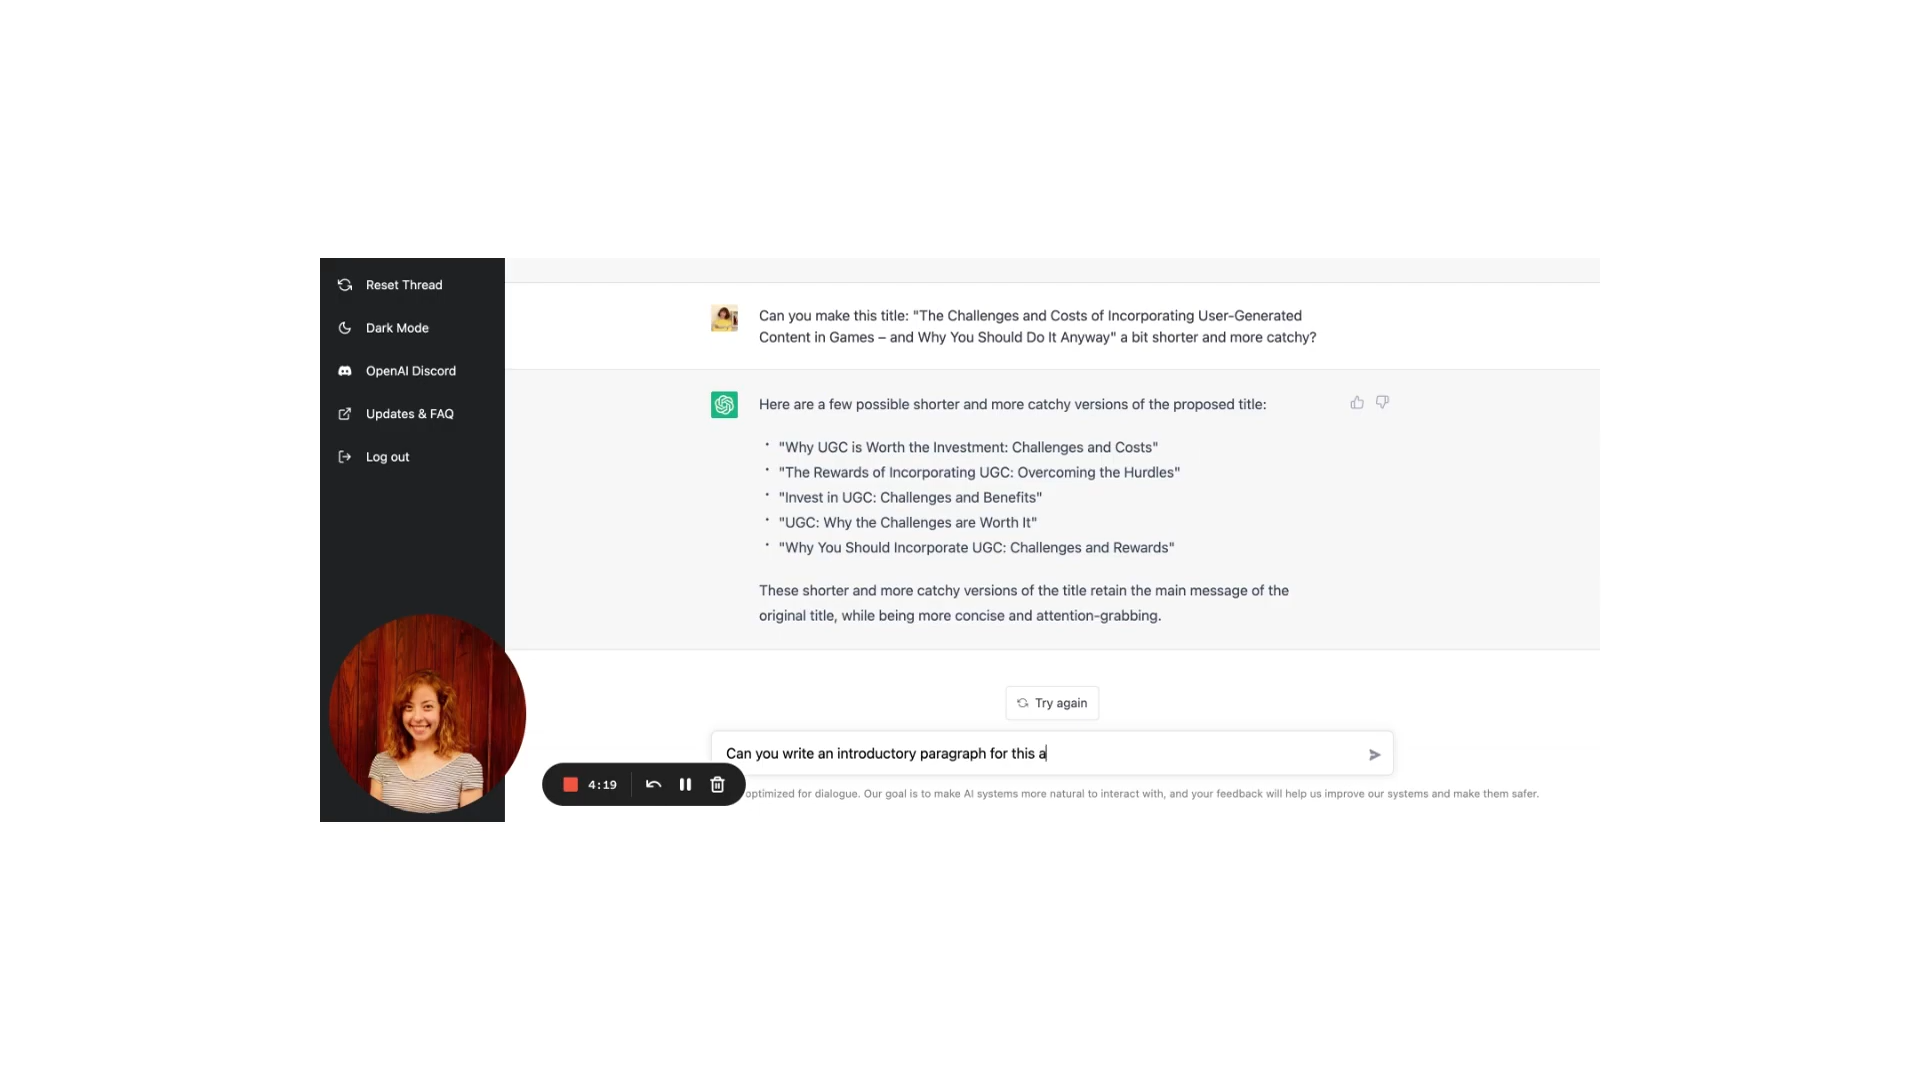 Reset Thread
Dark Mode
OpenAI Discord
Updates & FAQ
Log out
Can you make this title: "The Challenges and Costs of Incorporating User-Generated
Content in Games – and Why You Should Do It Anyway" a bit shorter and more catchy?
Here are a few possible shorter and more catchy versions of the proposed title:
· "Why UGC is Worth the Investment: Challenges and Costs"
· "The Rewards of Incorporating UGC: Overcoming the Hurdles"
· "Invest in UGC: Challenges and Benefits"
· "UGC: Why the Challenges are Worth It"
· "Why You Should Incorporate UGC: Challenges and Rewards"
These shorter and more catchy versions of the title retain the main message of the
original title, while being more concise and attention-grabbing.
Try again
Can you write an introductory paragraph for this a
4:19
optimized for dialogue. Our goal is to make AI systems more natural to interact with, and your feedback will help us improve our systems and make them safer.